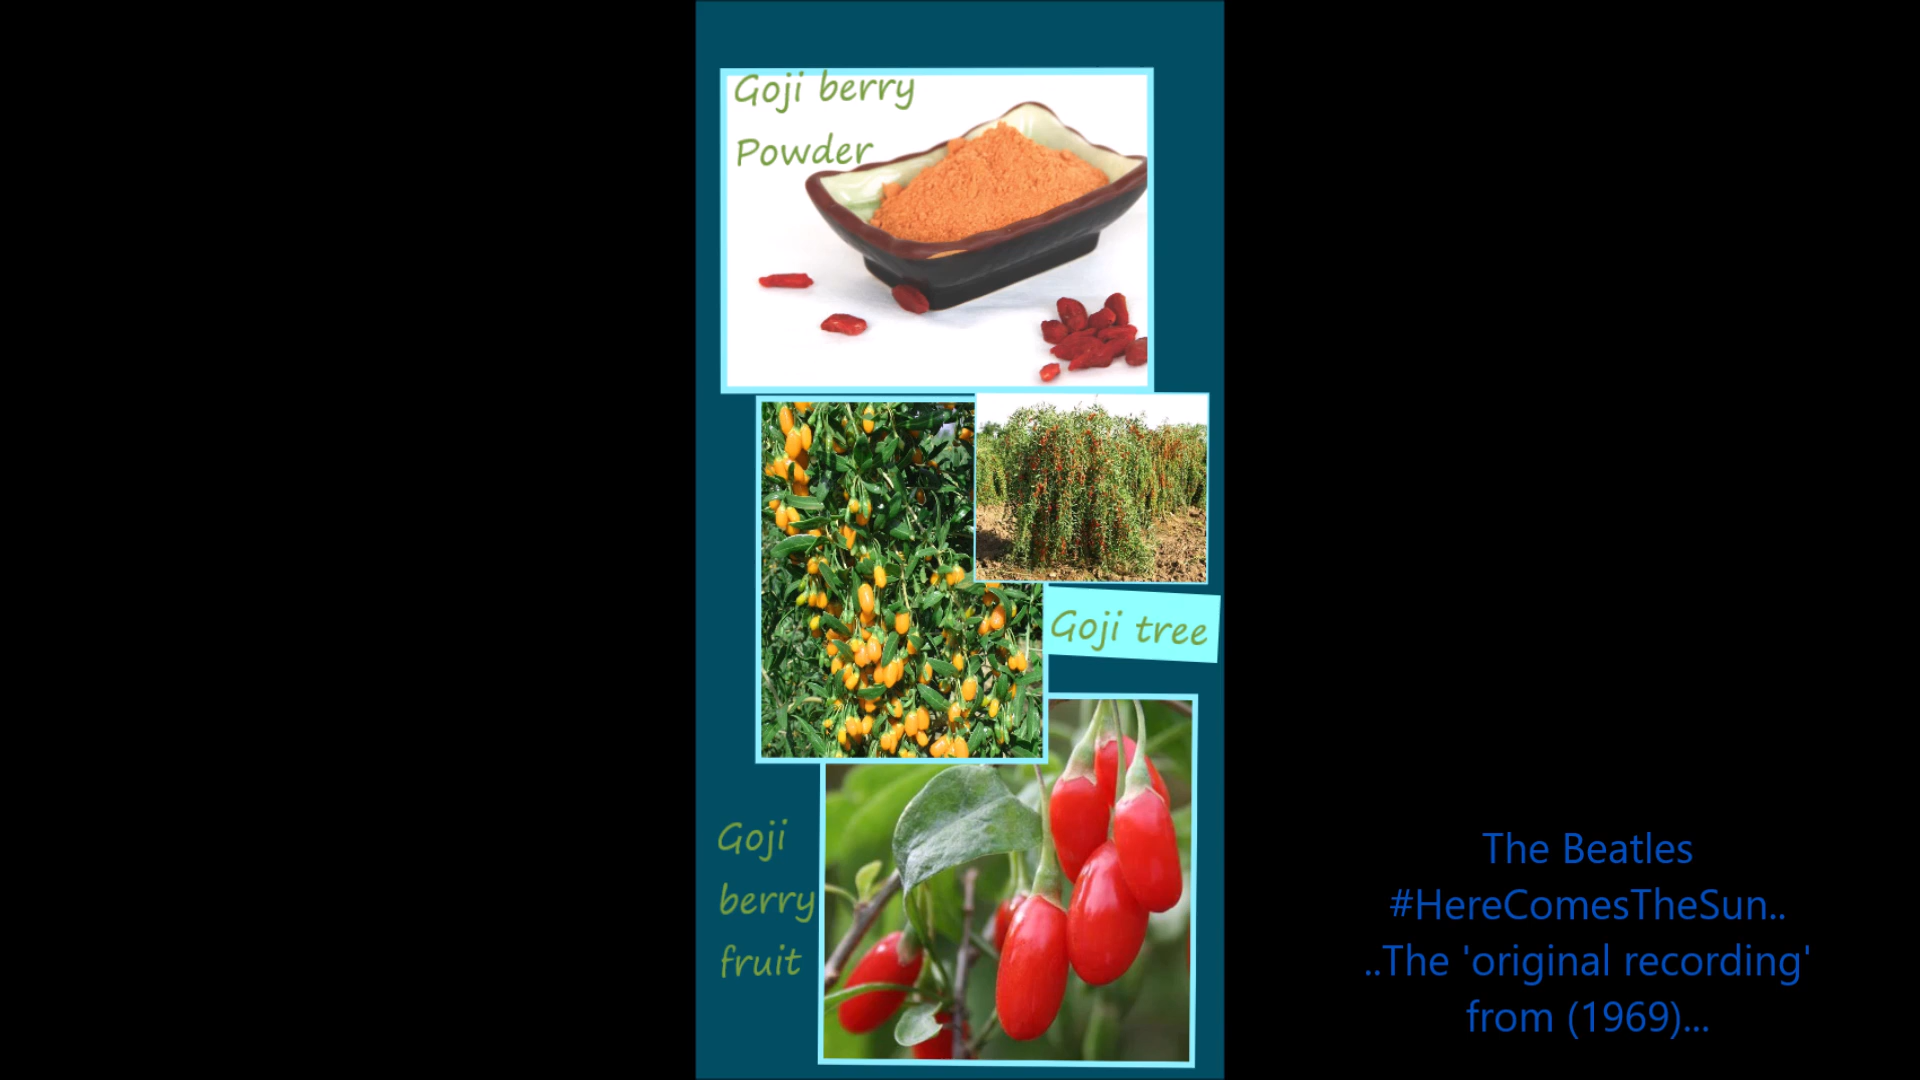 Goji berry
Powder
Goji tree
Goji
berry
fruit
The Beatles
#HereComesTheSun..
..The 'original recording'
from (1969)...